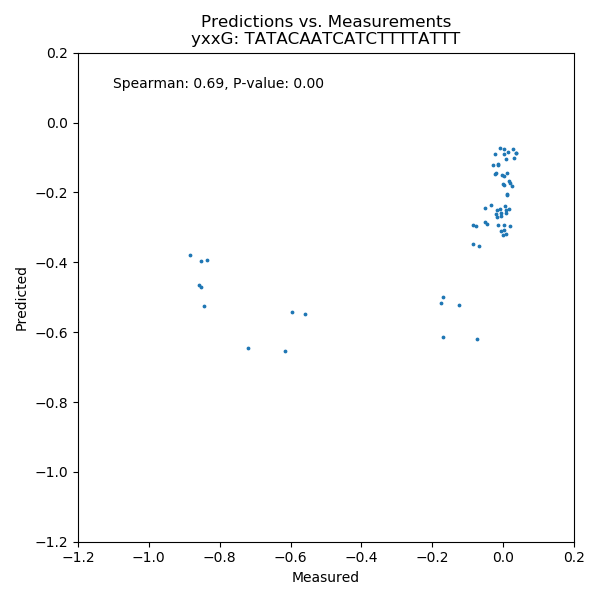 Predictions vs. Measurements
yxxG: TATACAATCATCTTTTATTT
Spearman: 0.69, P-value: 0.00
0.2
0.0
−0.2
−0.4
−0.6
−0.8
−1.0
−1.2
Predicted
−1.2 −1.0 −0.8 −0.6 −0.4 −0.2 0.0 0.2
Measured